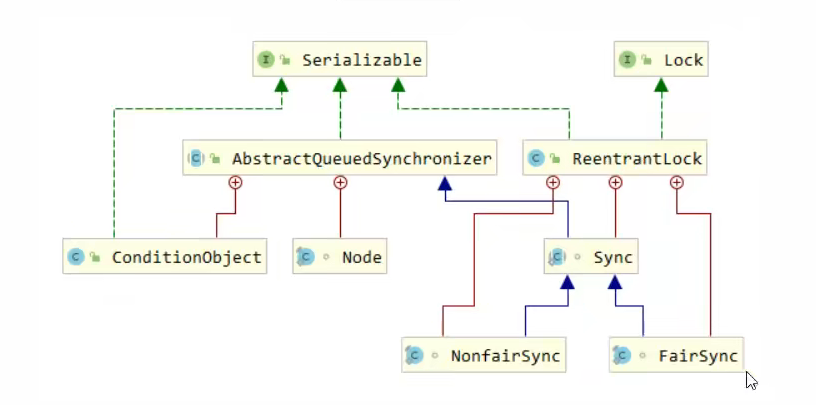 I Serializable
I Lock
C AbstractQueuedSynchronizer
C ReentrantLock
C ConditionObject
C Node
C Sync
C NonfairSync
C FairSync